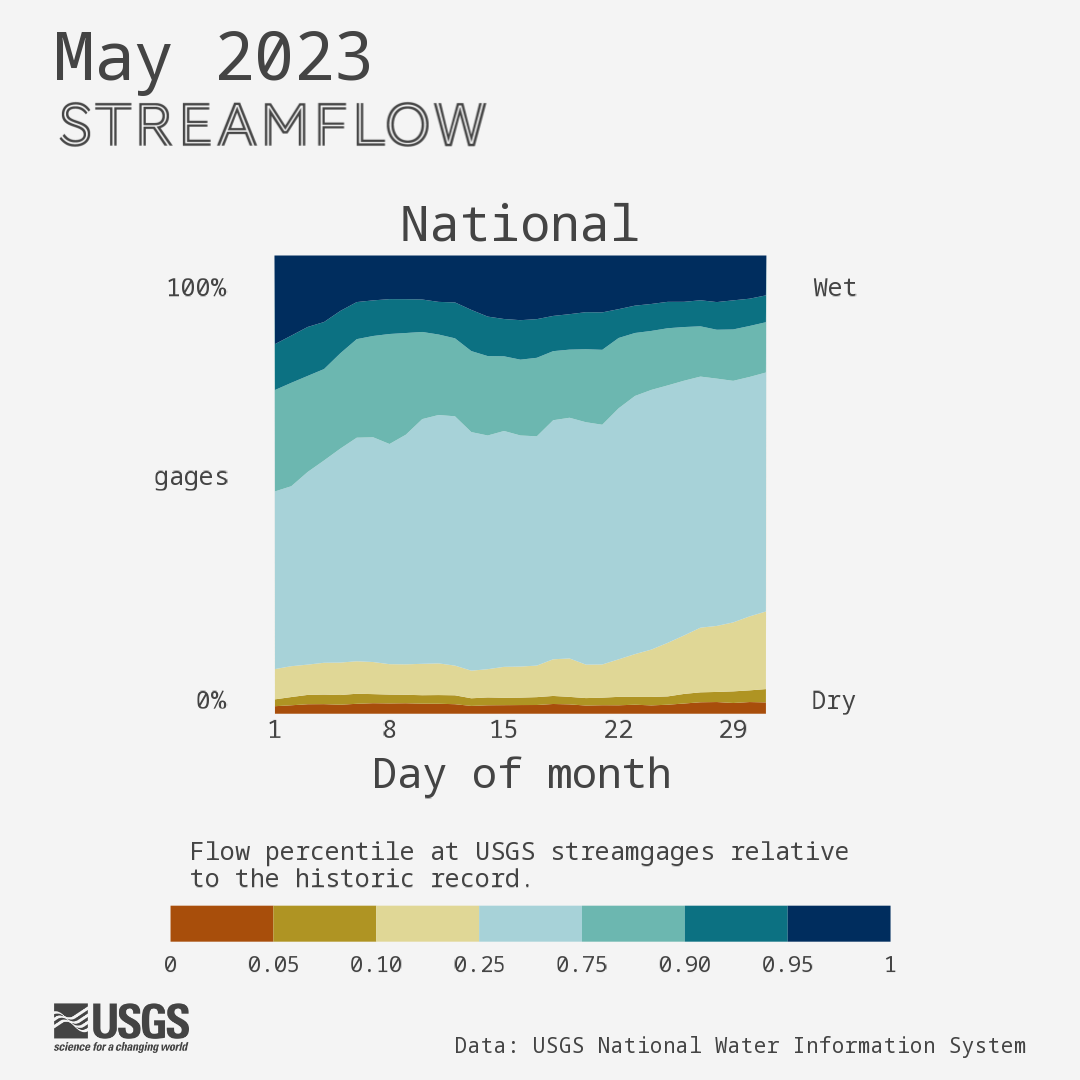 May 2023
STREAMFLOW
National
100%
Wet
gages
0%
Dry
1 8 15 22 29
Day of month
Flow percentile at USGS streamgages relative
to the historic record.
0 0.05 0.10 0.25 0.75 0.90 0.95 1
USGS
science for a changing world
Data: USGS National Water Information System